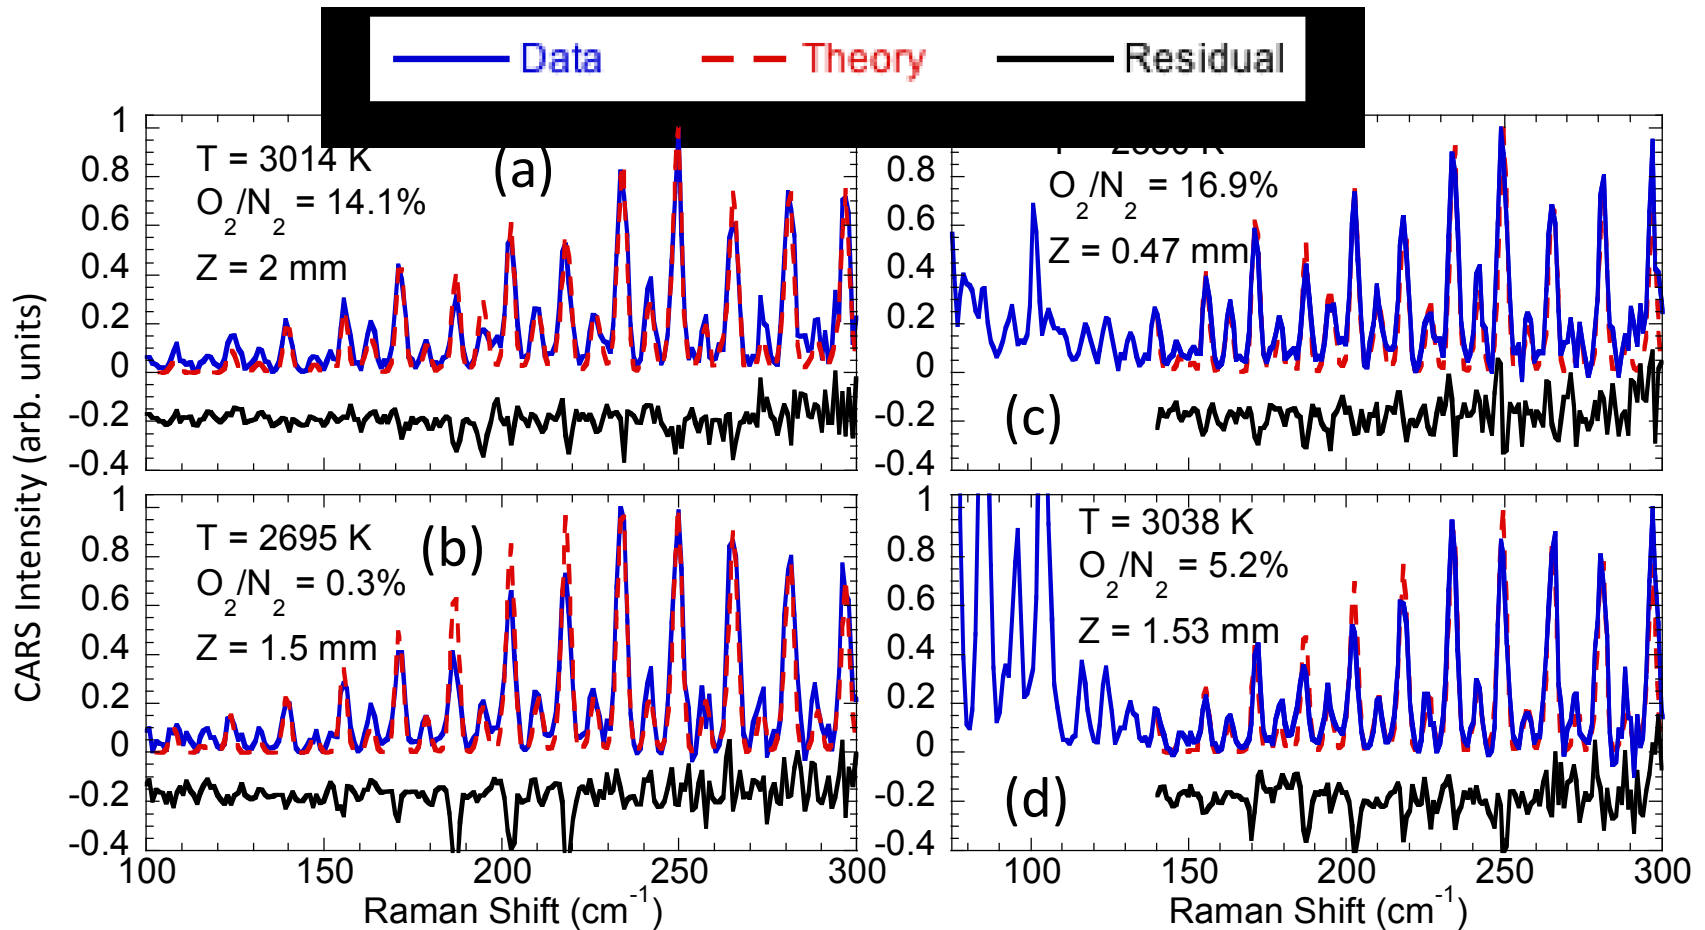 Data Theory Residual
CARS Intensity (arb. units)
1
0.8
0.6
0.4
0.2
0
-0.2
-0.4
T = 3014 K
(a)
O2/N2 = 14.1%
Z = 2 mm
1
0.8
0.6
0.4
0.2
0
-0.2
-0.4
O2/N2 = 16.9%
Z = 0.47 mm
(c)
1
0.8
0.6
0.4
0.2
0
-0.2
-0.4
T = 2695 K
(b)
O2/N2 = 0.3%
Z = 1.5 mm
100 150 200 250 300
Raman Shift (cm-1)
1
0.8
0.6
0.4
0.2
0
-0.2
-0.4
T = 3038 K
O2/N2 = 5.2%
Z = 1.53 mm
(d)
100 150 200 250 300
Raman Shift (cm-1)